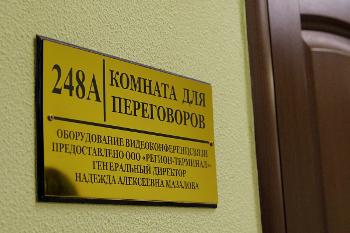 248А
КОМНАТА ДЛЯ
ПЕРЕГОВОРОВ
ОБОРУДОВАНИЕ ВИДЕОКОНФЕРЕНЦСВЯЗИ
ПРЕДОСТАВЛЕНО ООО «РЕГИОН-ТЕРМИНАЛ»
ГЕНЕРАЛЬНЫЙ ДИРЕКТОР
НАДЕЖДА АЛЕКСЕЕВНА МАЗАЛОВА